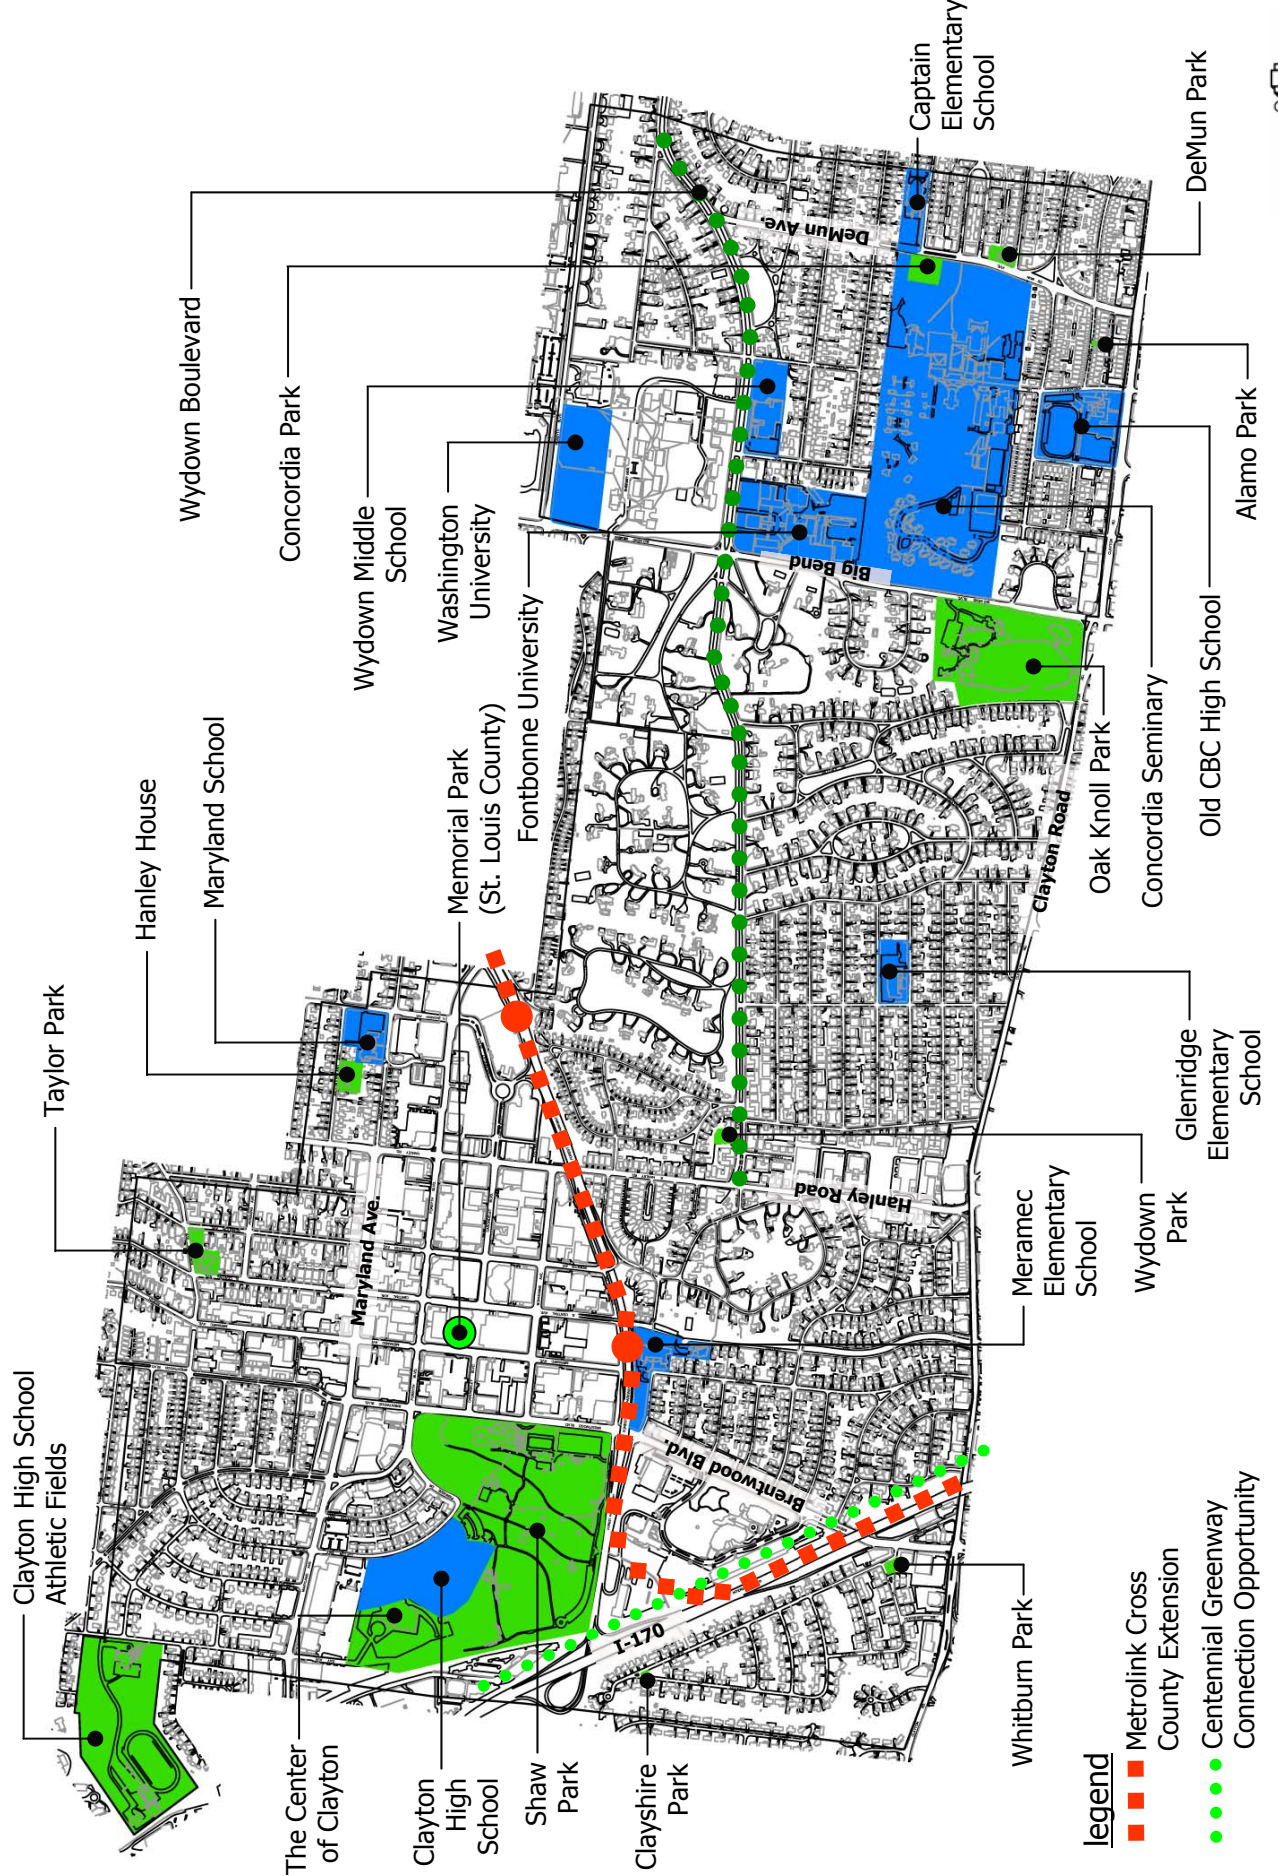 Clayton High School
Athletic Fields
Taylor Park
Hanley House
Maryland School
Memorial Park
(St. Louis County)
Fontbonne University
Washington
University
Wydown Middle
School
Concordia Park
Wydown Boulevard
Captain
Elementary
School
DeMun Park
Alamo Park
Old CBC High School
Concordia Seminary
Oak Knoll Park
Glenridge
Elementary
School
Wydown
Park
Meramec
Elementary
School
Whitburn Park
Clayshire
Park
Shaw
Park
Clayton
High
School
The Center
of Clayton
Maryland Ave.
Hanley Road
Brentwood Blvd.
I-170
Clayton Road
Big Bend
DeMun Ave.
legend
Metrolink Cross
County Extension
Centennial Greenway
Connection Opportunity